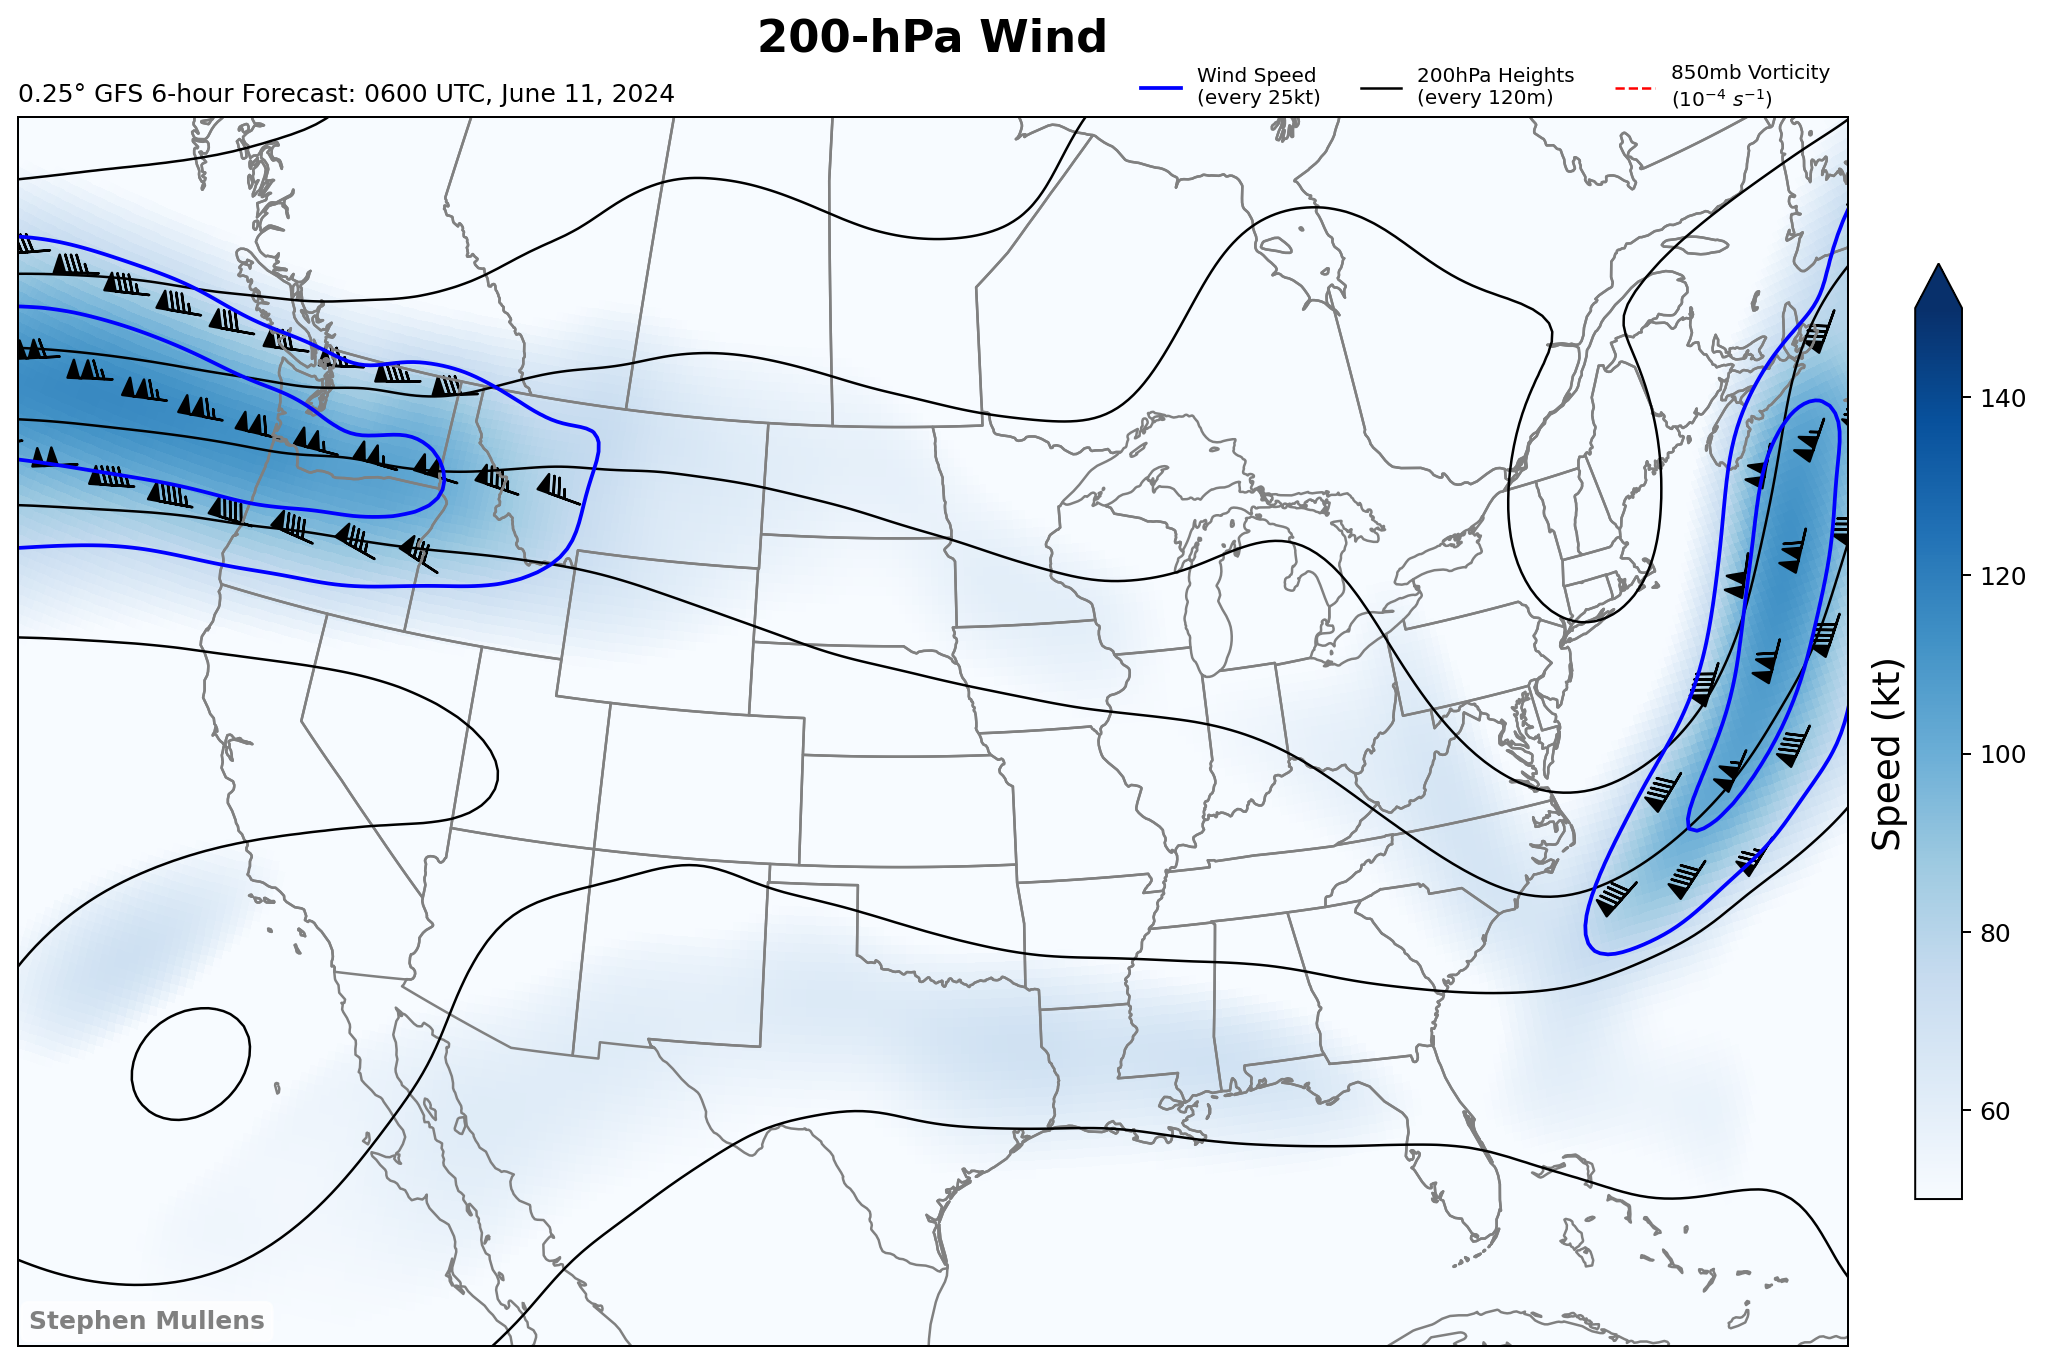 200-hPa Wind
0.25° GFS 6-hour Forecast: 0600 UTC, June 11, 2024
Wind Speed
(every 25kt)
200hPa Heights
(every 120m)
850mb Vorticity
(10⁻⁴ s⁻¹)
140
120
100
80
60
Speed (kt)
Stephen Mullens